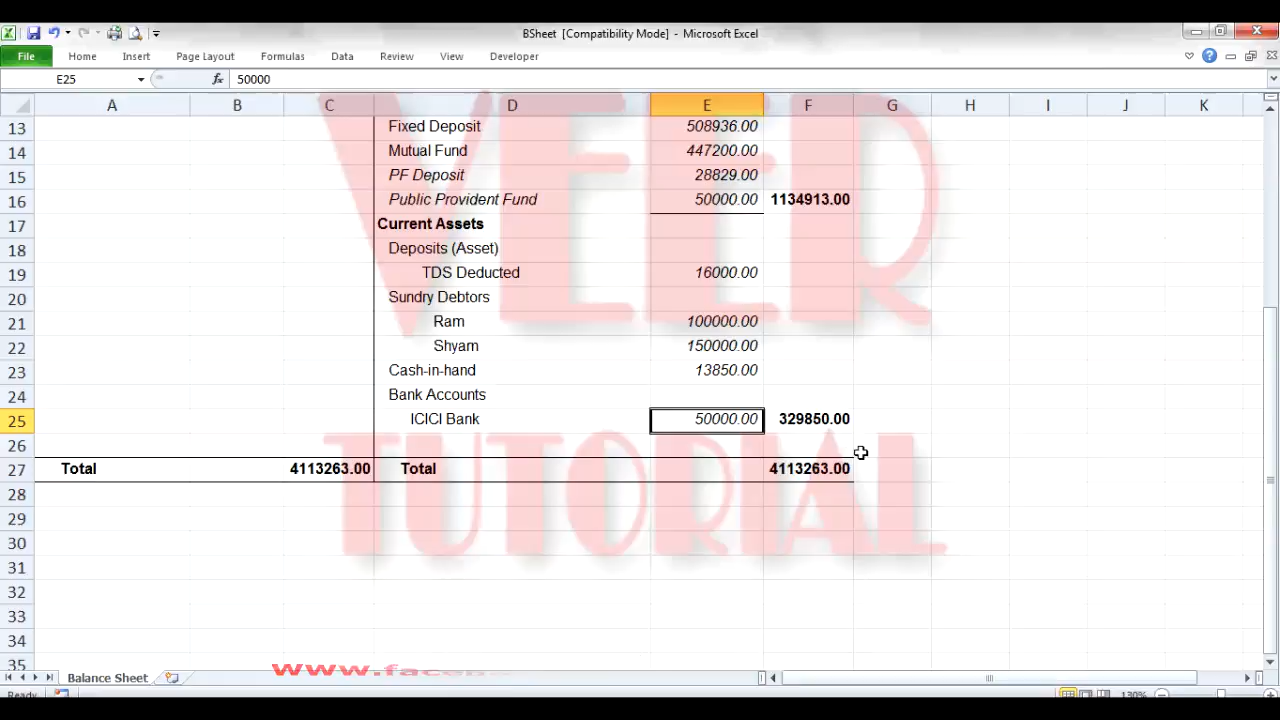 BSheet [Compatibility Mode] - Microsoft Excel
File Home Insert Page Layout Formulas Data Review View Developer
E25 fx 50000
A B C D E F G H I J K
13 Fixed Deposit 508936.00
14 Mutual Fund 447200.00
15 PF Deposit 28829.00
16 Public Provident Fund 50000.00 1134913.00
17 Current Assets
18 Deposits (Asset)
19 TDS Deducted 16000.00
20 Sundry Debtors
21 Ram 100000.00
22 Shyam 150000.00
23 Cash-in-hand 13850.00
24 Bank Accounts
25 ICICI Bank 50000.00 329850.00
26
27 Total 4113263.00 Total 4113263.00
28
29
30
31
32
33
34
35
VEER
TUTORIAL
Balance Sheet
www.faceb
Ready 130%